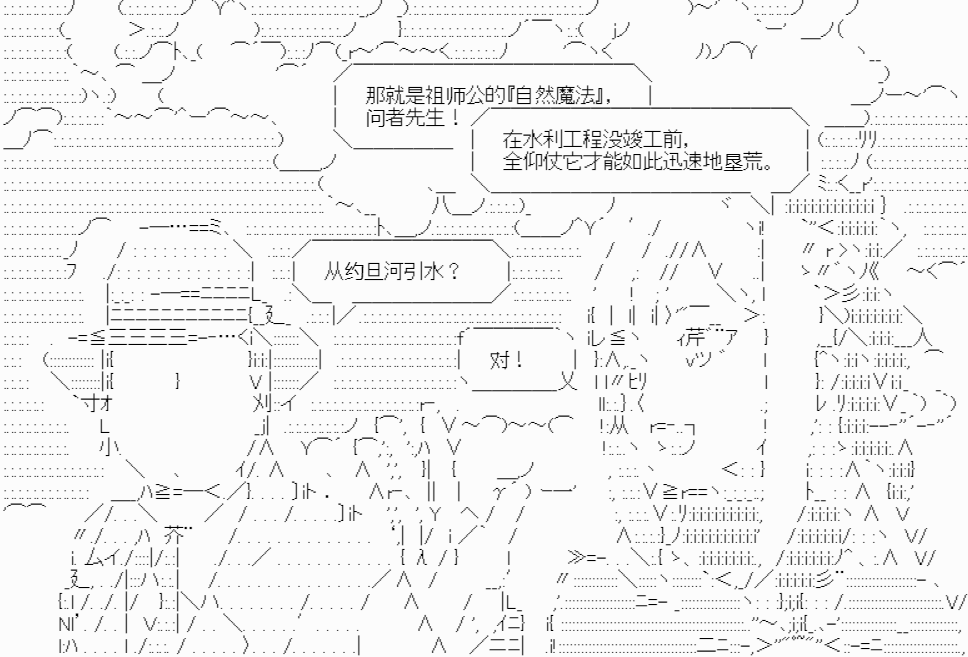 那就是祖师公的『自然魔法』，
问者先生！
在水利工程没竣工前，
全仰仗它才能如此迅速地垦荒。
从约旦河引水？
对！